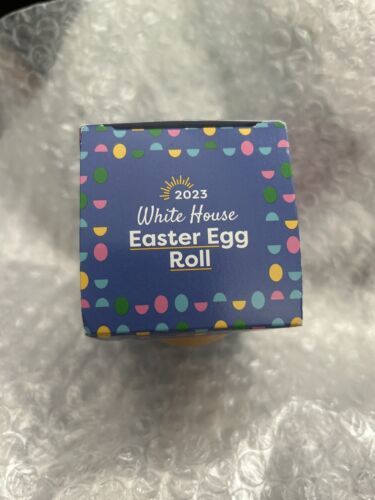 2023
White House
Easter Egg
Roll